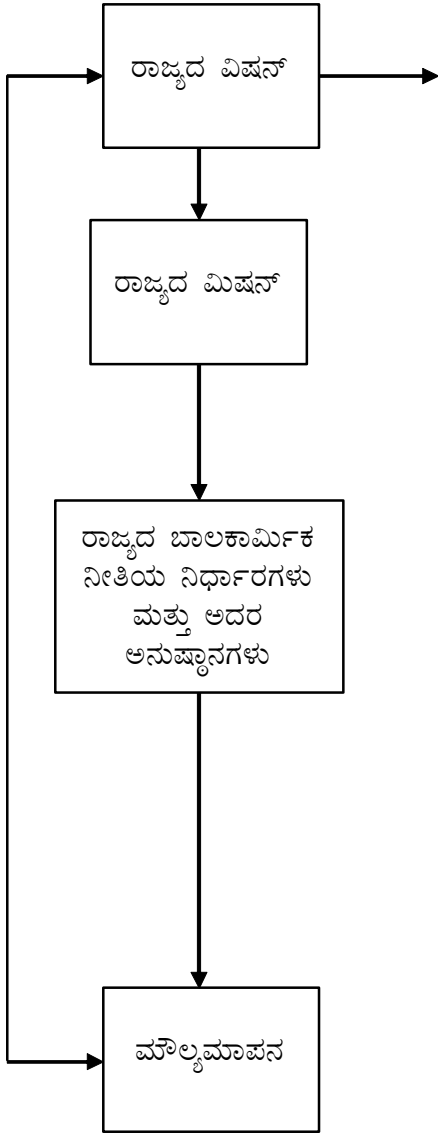 ರಾಜ್ಯದ ವಿಷನ್
ರಾಜ್ಯದ ಮಿಷನ್
ರಾಜ್ಯದ ಬಾಲಕಾರ್ಮಿಕ
ನೀತಿಯ ನಿರ್ಧಾರಗಳು
ಮತ್ತು ಅದರ
ಅನುಷ್ಠಾನಗಳು
ಮೌಲ್ಯಮಾಪನ